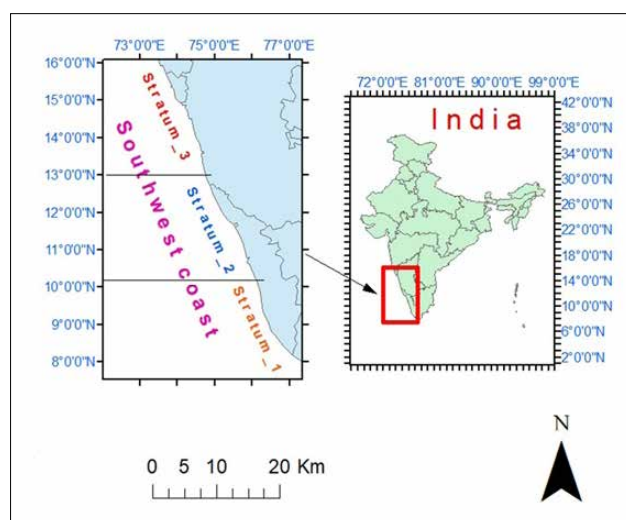 73°0'0"E 75°0'0"E 77°0'0"E
16°0'0"N
15°0'0"N
14°0'0"N
13°0'0"N
12°0'0"N
11°0'0"N
10°0'0"N
9°0'0"N
8°0'0"N
Stratum_3
Southwest coast
Stratum_2
Stratum_1
72°0'0"E 81°0'0"E 90°0'0"E 99°0'0"E
India
42°0'0"N
38°0'0"N
34°0'0"N
30°0'0"N
26°0'0"N
22°0'0"N
18°0'0"N
14°0'0"N
10°0'0"N
6°0'0"N
2°0'0"N
N
0 5 10 20 Km